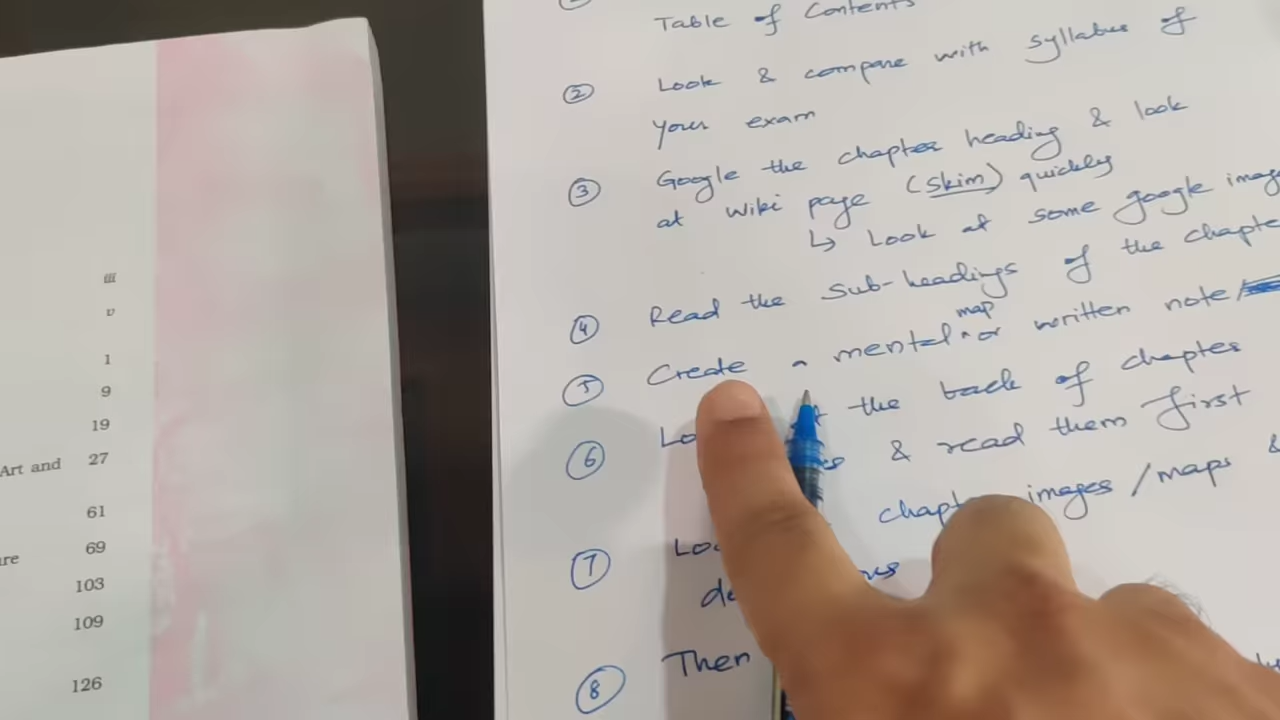 iii
v
1
9
19
Art and 27
61
69
103
109
126
Table of Contents
② Look & compare with syllabus of
your exam
③ Google the chapter heading & look
at wiki page (skim) quickly
↳ Look at some google
④ Read the sub-headings of the
map
⑤ Create a mental ^ or written note/
⑥ the back of chapter
& read them first
⑦ images / maps &
⑧ Then